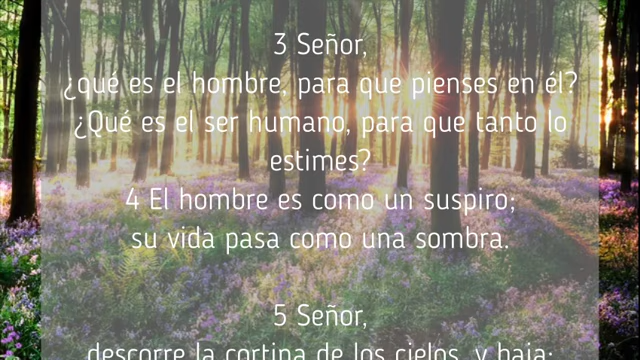 3 Señor,
¿qué es el hombre, para que pienses en él?
¿Qué es el ser humano, para que tanto lo
estimes?
4 El hombre es como un suspiro;
su vida pasa como una sombra.
5 Señor,
descorre la cortina de los cielos, y baja;